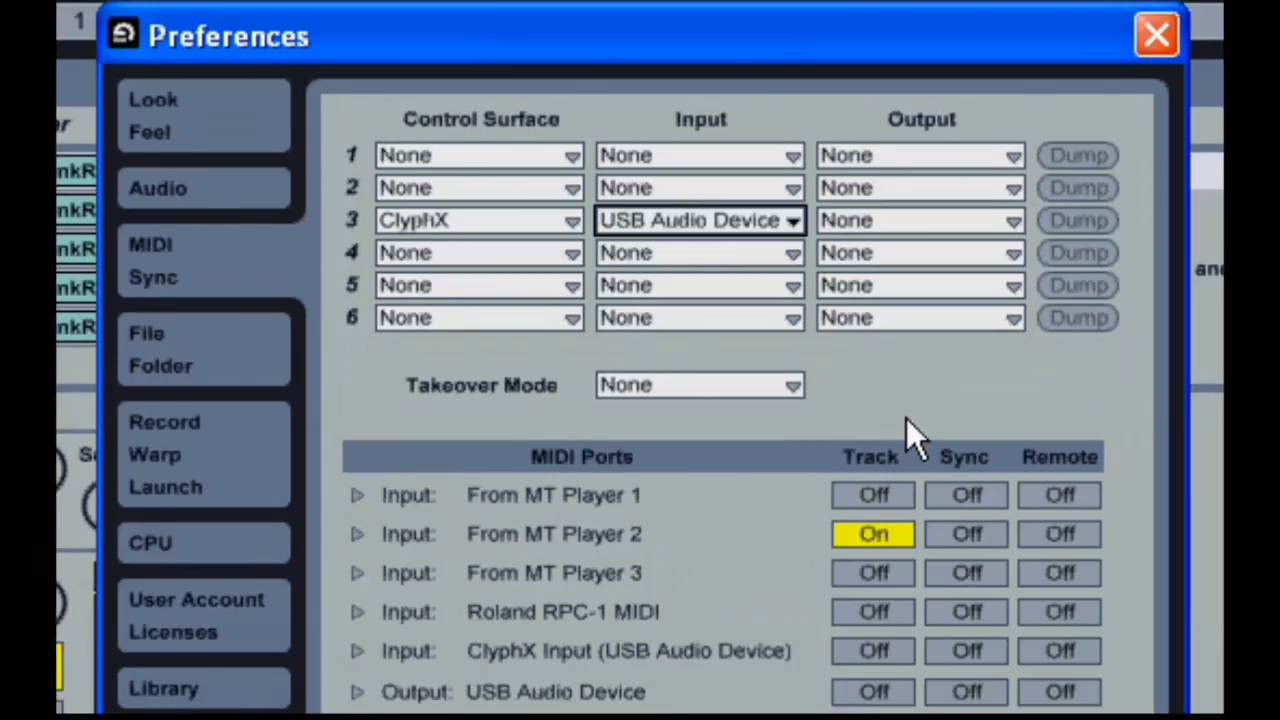 1
Preferences
Look
Feel
Audio
MIDI
Sync
File
Folder
Record
Warp
Launch
CPU
User Account
Licenses
Library
Control Surface Input Output
1 None None None Dump
2 None None None Dump
3 ClyphX USB Audio Device None Dump
4 None None None Dump
5 None None None Dump
6 None None None Dump
Takeover Mode None
MIDI Ports Track Sync Remote
Input: From MT Player 1 Off Off Off
Input: From MT Player 2 On Off Off
Input: From MT Player 3 Off Off Off
Input: Roland RPC-1 MIDI Off Off Off
Input: ClyphX Input (USB Audio Device) Off Off Off
Output: USB Audio Device Off Off Off